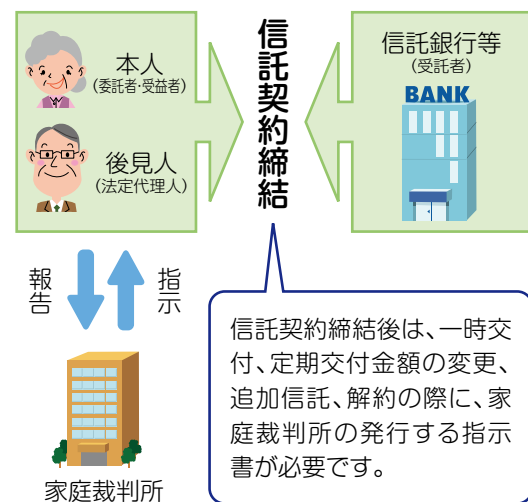 本人
(委託者・受益者)
後見人
(法定代理人)
信託契約締結
信託銀行等
(受託者)
BANK
報告
指示
家庭裁判所
信託契約締結後は、一時交
付、定期交付金額の変更、
追加信託、解約の際に、家
庭裁判所の発行する指示
書が必要です。